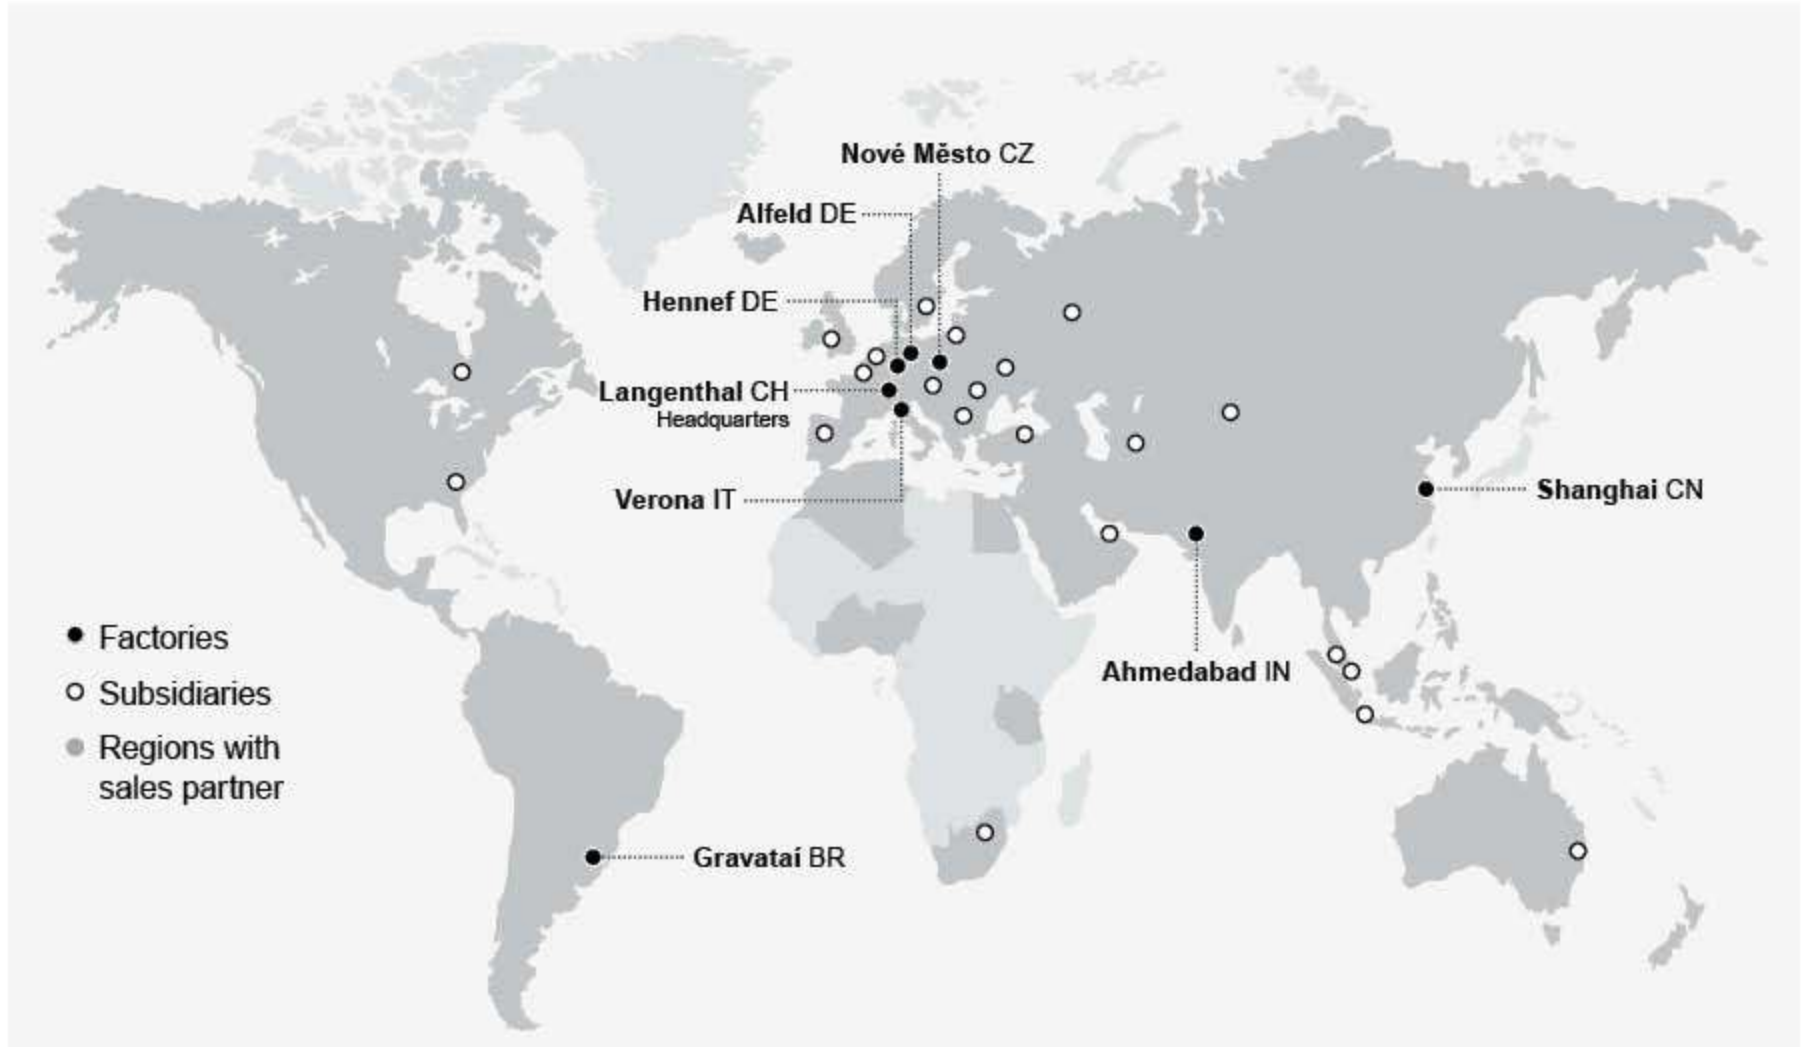 Nové Město CZ
Alfeld DE
Hennef DE
Langenthal CH
Headquarters
Verona IT
Shanghai CN
Ahmedabad IN
Gravataí BR
Factories
Subsidiaries
Regions with
sales partner